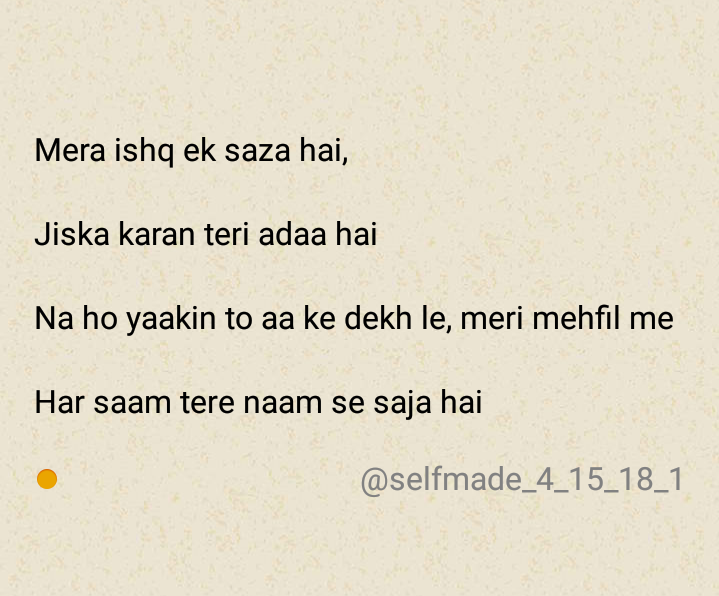 Mera ishq ek saza hai,
Jiska karan teri adaa hai
Na ho yaakin to aa ke dekh le, meri mehfil me
Har saam tere naam se saja hai
@selfmade_4_15_18_1